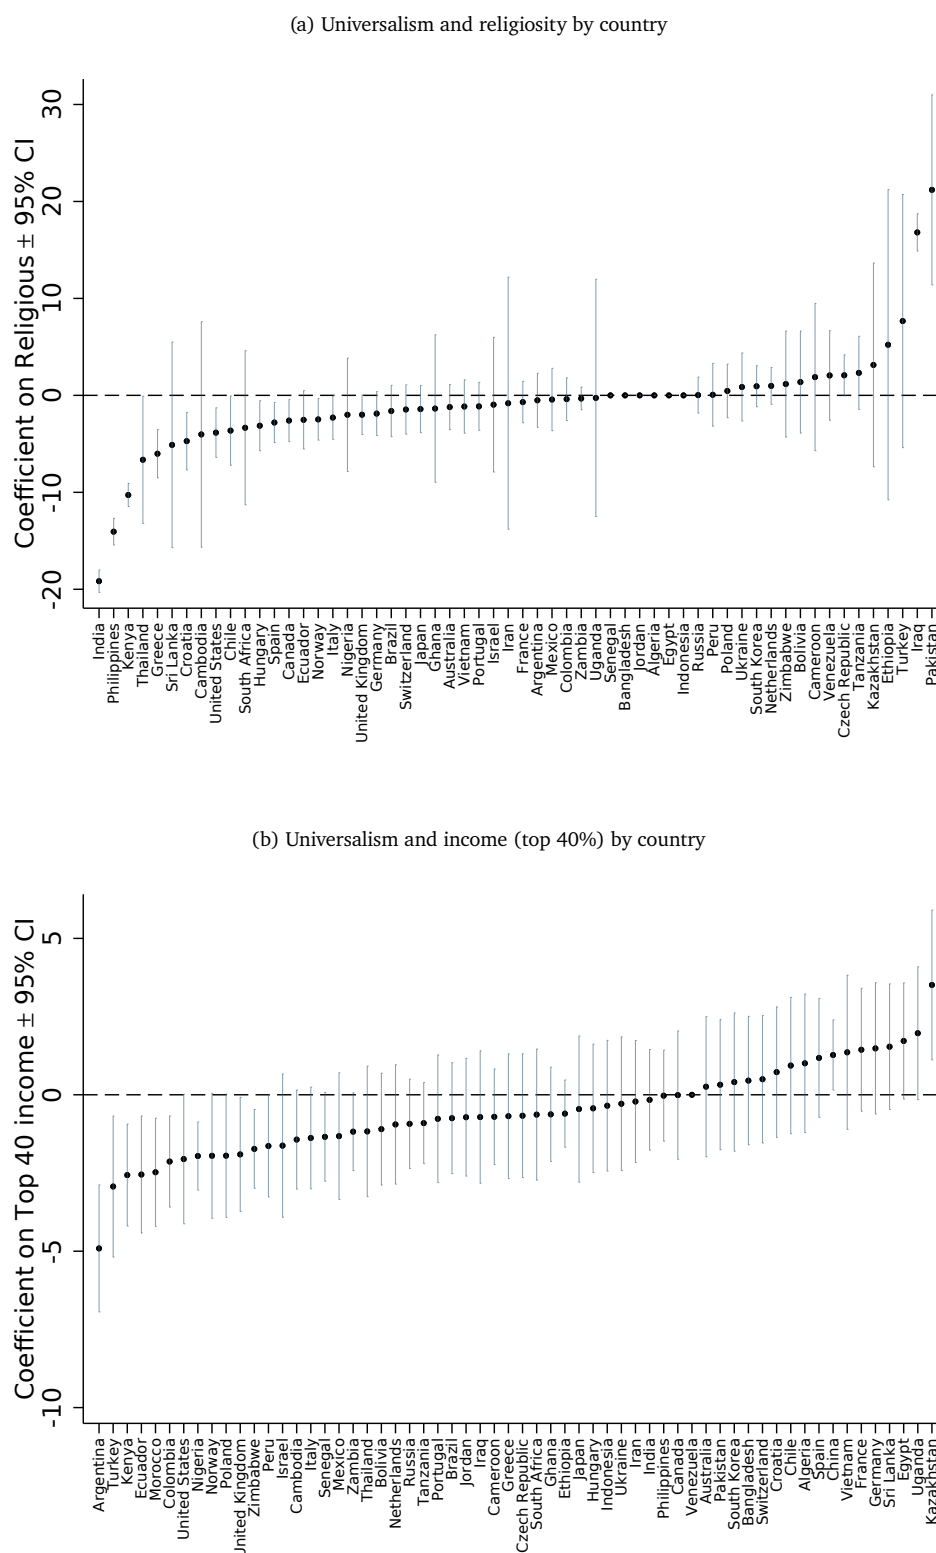 (a) Universalism and religiosity by country
Coefficient on Religious ± 95% CI
30
20
10
0
-10
-20
India
Philippines
Kenya
Thailand
Greece
Sri Lanka
Croatia
Cambodia
United States
Chile
South Africa
Hungary
Spain
Canada
Ecuador
Norway
Italy
Nigeria
United Kingdom
Germany
Brazil
Switzerland
Japan
Ghana
Australia
Vietnam
Portugal
Israel
Iran
France
Argentina
Mexico
Colombia
Zambia
Uganda
Senegal
Bangladesh
Jordan
Algeria
Egypt
Indonesia
Russia
Peru
Poland
Ukraine
South Korea
Netherlands
Zimbabwe
Bolivia
Cameroon
Venezuela
Czech Republic
Tanzania
Kazakhstan
Ethiopia
Turkey
Iraq
Pakistan
(b) Universalism and income (top 40%) by country
Coefficient on Top 40 income ± 95% CI
5
0
-5
-10
Argentina
Turkey
Kenya
Ecuador
Morocco
Colombia
United States
Nigeria
Norway
Poland
United Kingdom
Zimbabwe
Peru
Israel
Cambodia
Italy
Senegal
Mexico
Zambia
Thailand
Bolivia
Netherlands
Russia
Tanzania
Portugal
Brazil
Jordan
Iraq
Cameroon
Greece
Czech Republic
South Africa
Ghana
Ethiopia
Japan
Hungary
Indonesia
Ukraine
Iran
India
Philippines
Canada
Venezuela
Australia
Pakistan
South Korea
Bangladesh
Switzerland
Croatia
Chile
Algeria
Spain
China
Vietnam
France
Germany
Sri Lanka
Egypt
Uganda
Kazakhstan